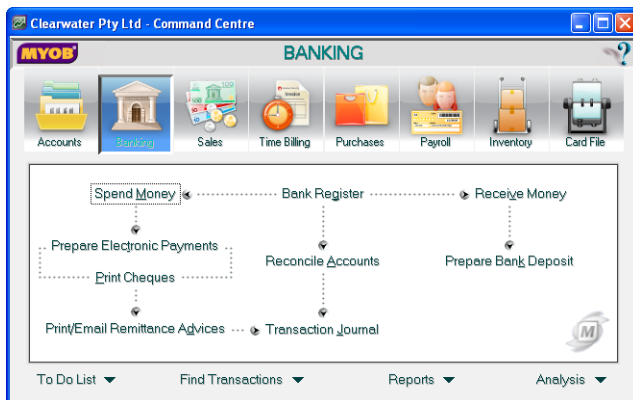 Clearwater Pty Ltd - Command Centre
MYOB
BANKING
?
Accounts Banking Sales Time Billing Purchases Payroll Inventory Card File
Spend Money Bank Register Receive Money
Prepare Electronic Payments
Reconcile Accounts Prepare Bank Deposit
Print Cheques
Print/Email Remittance Advices Transaction Journal
M
To Do List Find Transactions Reports Analysis